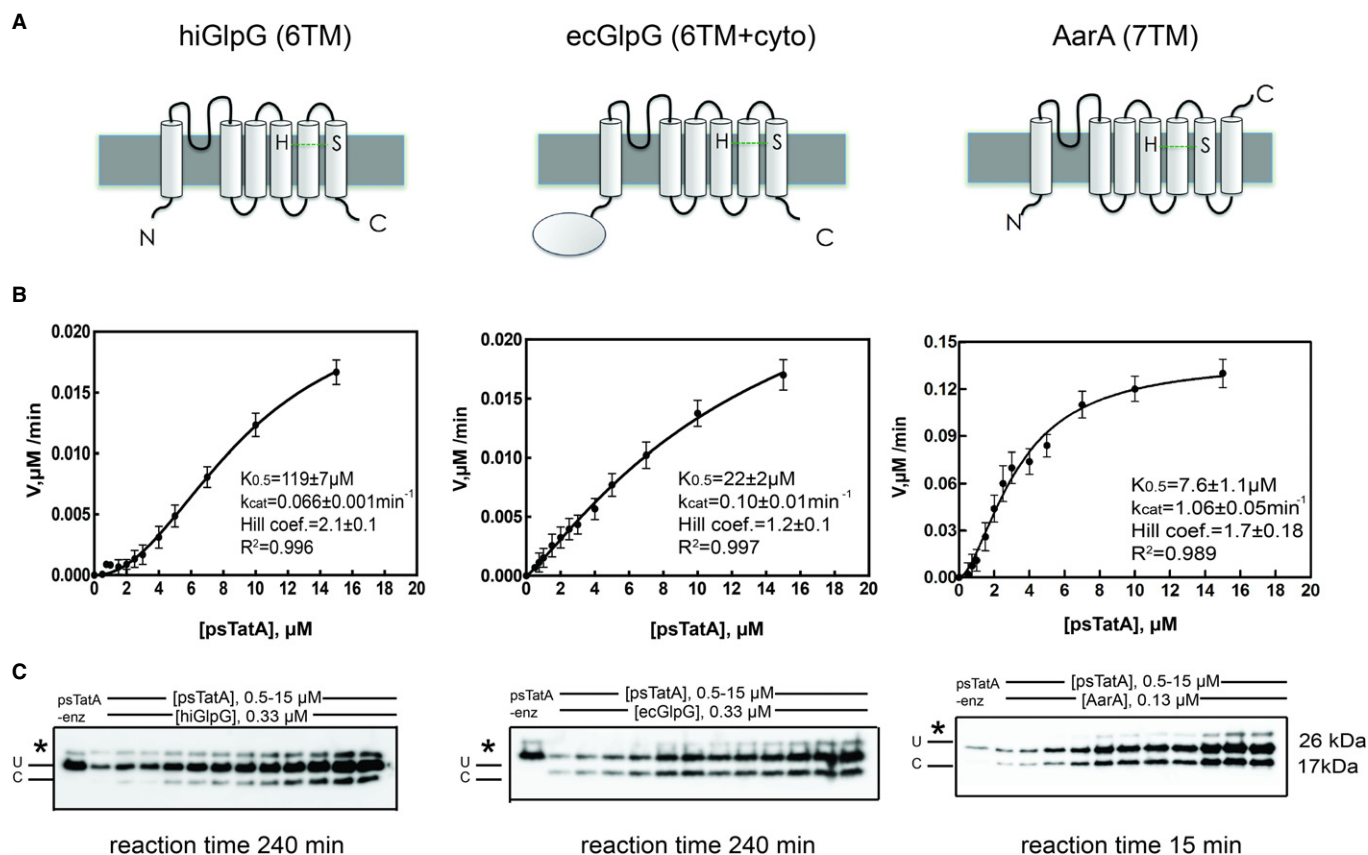 A
hiGlpG (6TM)
ecGlpG (6TM+cyto)
AarA (7TM)
H S
N
C
H S
C
H S
N
C
B
V,µM /min
0.020
0.015
0.010
0.005
0.000
0 2 4 6 8 10 12 14 16 18 20
[psTatA], µM
K0.5=119±7µM
kcat=0.066±0.001min-1
Hill coef.=2.1±0.1
R2=0.996
V,µM /min
0.020
0.015
0.010
0.005
0.000
0 2 4 6 8 10 12 14 16 18 20
[psTatA], µM
K0.5=22±2µM
kcat=0.10±0.01min-1
Hill coef.=1.2±0.1
R2=0.997
V,µM /min
0.15
0.12
0.09
0.06
0.03
0.00
0 2 4 6 8 10 12 14 16 18 20
[psTatA], µM
K0.5=7.6±1.1µM
kcat=1.06±0.05min-1
Hill coef.=1.7±0.18
R2=0.989
C
psTatA [psTatA], 0.5-15 µM
-enz [hiGlpG], 0.33 µM
*
U
C
reaction time 240 min
psTatA [psTatA], 0.5-15 µM
-enz [ecGlpG], 0.33 µM
*
U
C
reaction time 240 min
psTatA [psTatA], 0.5-15 µM
-enz [AarA], 0.13 µM
*
U
C
26 kDa
17kDa
reaction time 15 min